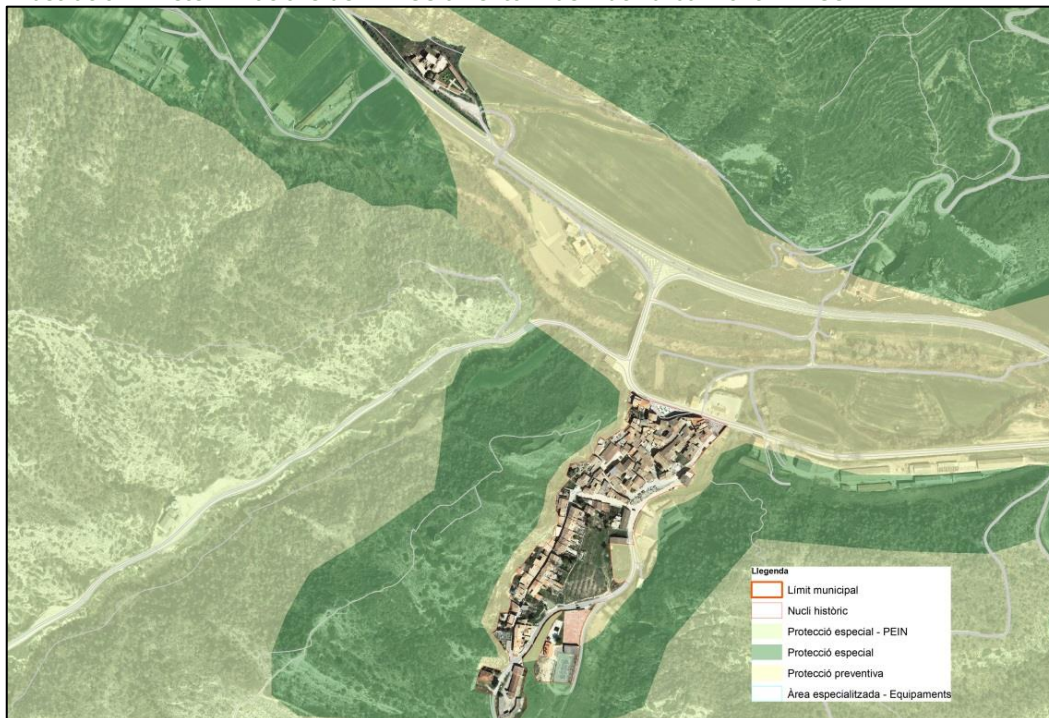 Llegenda
Límit municipal
Nucli històric
Protecció especial - PEIN
Protecció especial
Protecció preventiva
Àrea especialitzada - Equipaments